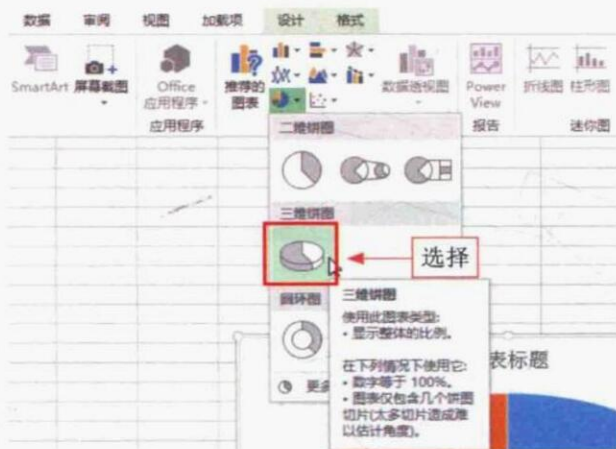 数据 审阅 视图 加载项 设计 格式
SmartArt 屏幕截图 Office 应用程序 推荐的图表 数据透视图 Power View 折线图 柱形图
应用程序 报告 迷你图
二维饼图
三维饼图
选择
圆环图
三维饼图
使用此图表类型:
• 显示整体的比例。
在下列情况下使用它:
• 数字等于 100%。
• 图表仅包含几个饼图
切片(太多切片造成难
以估计角度)。
表标题
更多